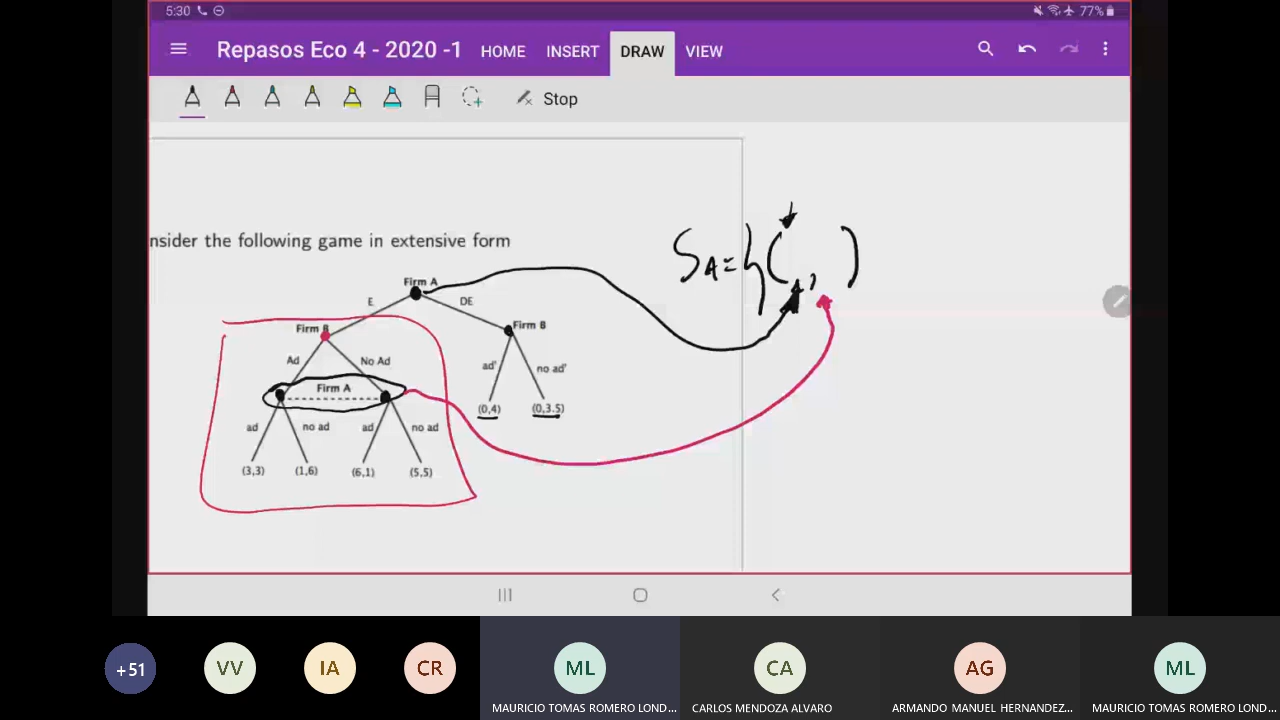 5:30 77%
Repasos Eco 4 - 2020 -1 HOME INSERT DRAW VIEW
Stop
nsider the following game in extensive form
Firm A
E DE
Firm B Firm B
Ad No Ad ad' no ad'
Firm A
(0,4) (0,3.5)
ad no ad ad no ad
(3,3) (1,6) (6,1) (5,5)
S A = { ( , )
+51 VV IA CR ML CA AG ML
MAURICIO TOMAS ROMERO LOND... CARLOS MENDOZA ALVARO ARMANDO MANUEL HERNANDEZ... MAURICIO TOMAS ROMERO LOND...